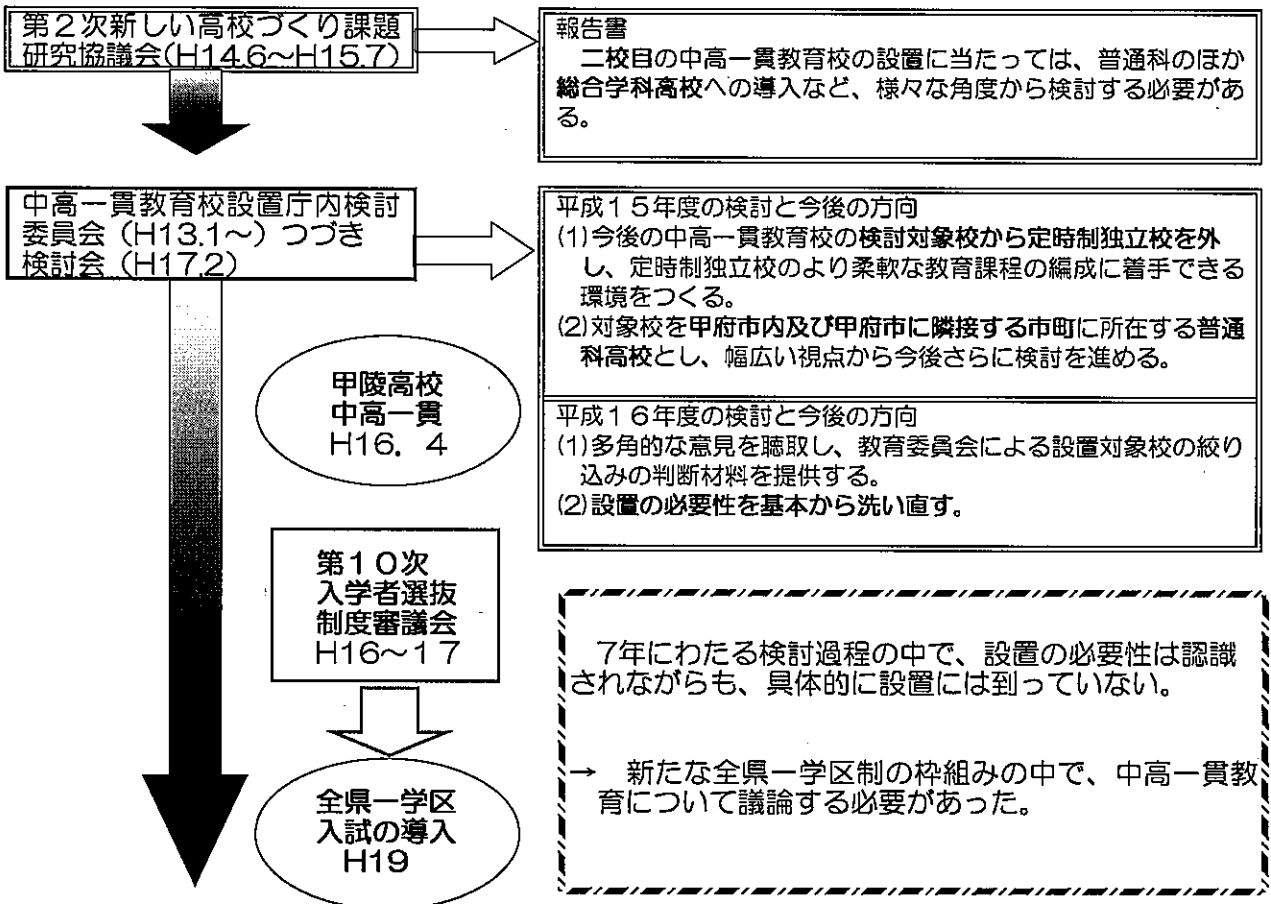 第２次新しい高校づくり課題
研究協議会(H14.6～H15.7)
報告書
二校目の中高一貫教育校の設置に当たっては、普通科のほか
総合学科高校への導入など、様々な角度から検討する必要があ
る。
中高一貫教育校設置庁内検討
委員会（H13.1～）つづき
検討会（H17.2）
平成１５年度の検討と今後の方向
(1)今後の中高一貫教育校の検討対象校から定時制独立校を外
し、定時制独立校のより柔軟な教育課程の編成に着手できる
環境をつくる。
(2)対象校を甲府市内及び甲府市に隣接する市町に所在する普通
科高校とし、幅広い視点から今後さらに検討を進める。
甲陵高校
中高一貫
H16．4
平成１６年度の検討と今後の方向
(1)多角的な意見を聴取し、教育委員会による設置対象校の絞り
込みの判断材料を提供する。
(2)設置の必要性を基本から洗い直す。
第１０次
入学者選抜
制度審議会
H16～１７
全県一学区
入試の導入
H19
7年にわたる検討過程の中で、設置の必要性は認識
されながらも、具体的に設置には到っていない。
→　新たな全県一学区制の枠組みの中で、中高一貫教
育について議論する必要があった。